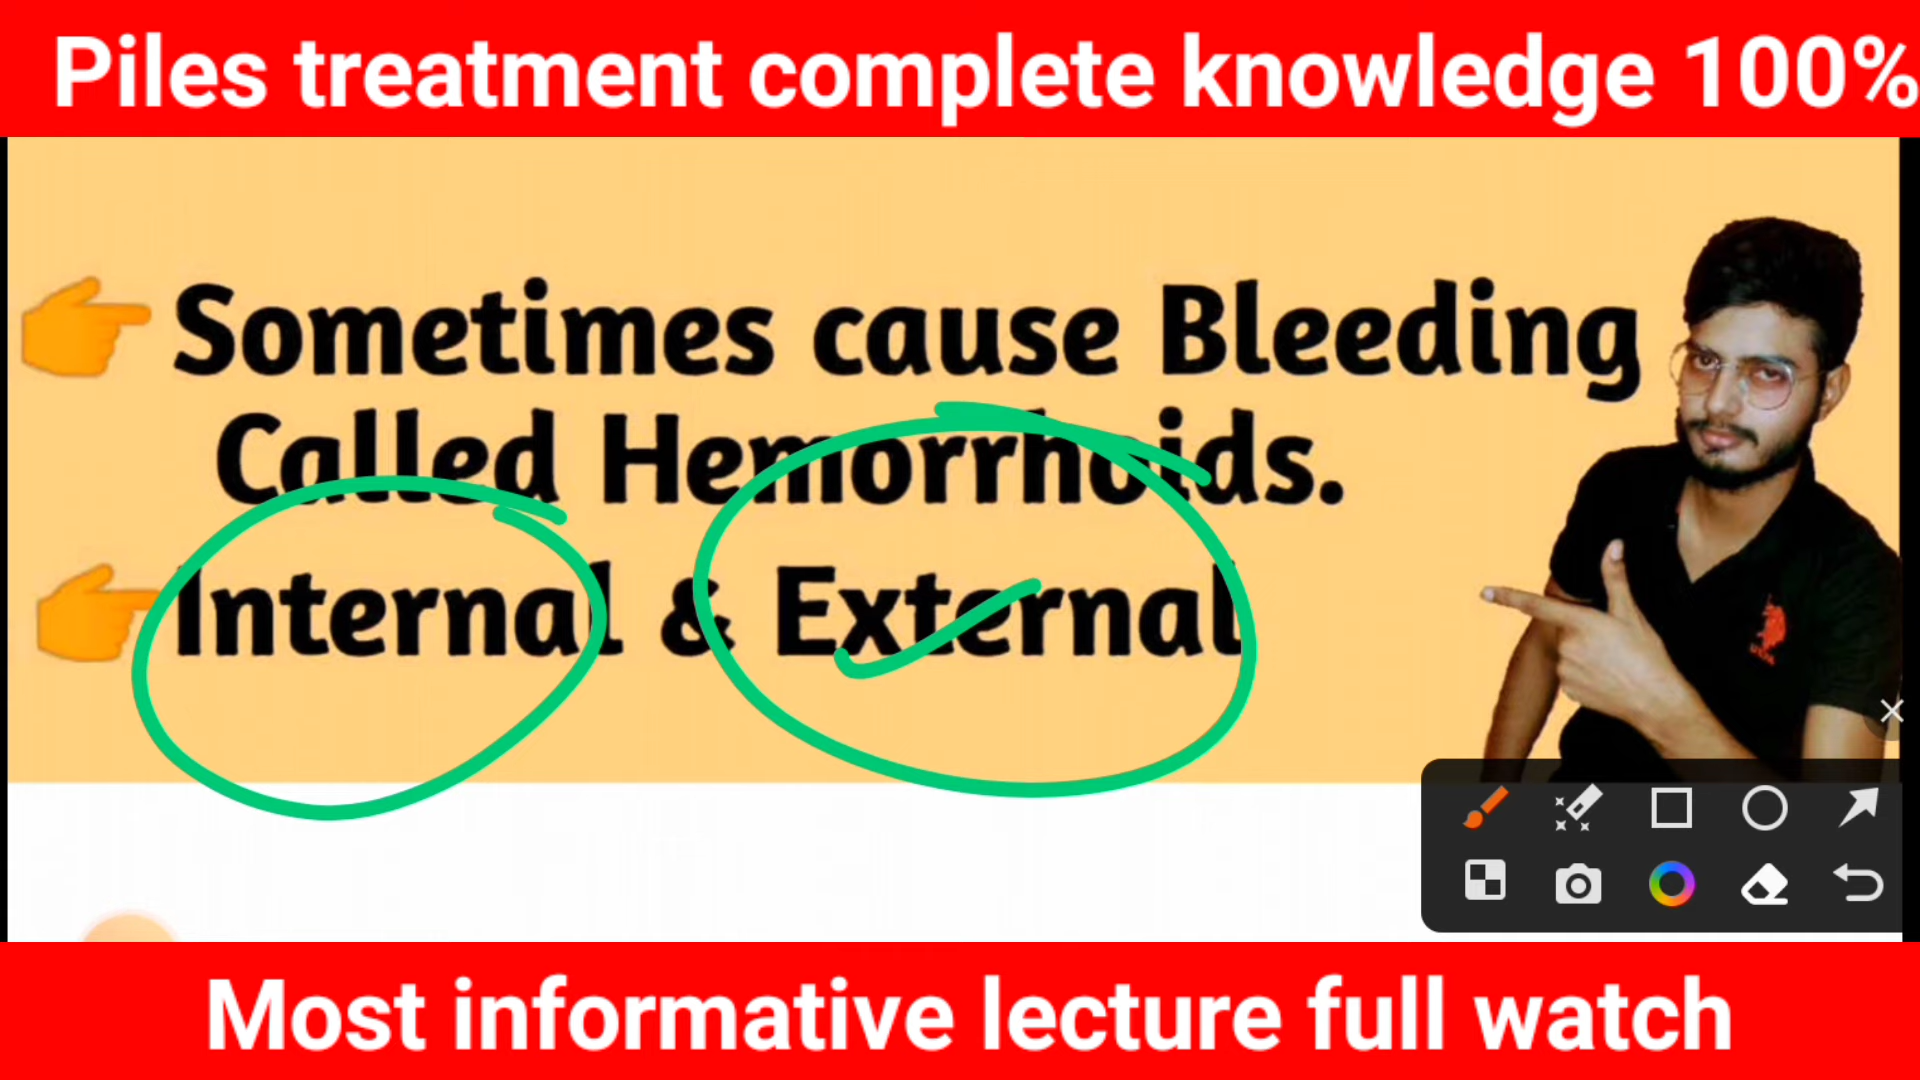 Piles treatment complete knowledge 100%
Sometimes cause Bleeding
Called Hemorrhoids.
Internal & External
Most informative lecture full watch